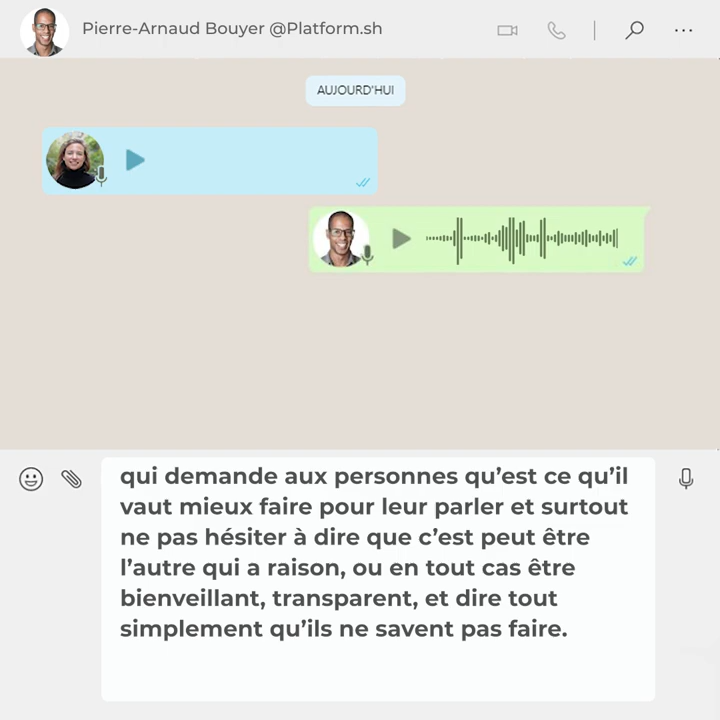 Pierre-Arnaud Bouyer @Platform.sh
AUJOURD'HUI
qui demande aux personnes qu’est ce qu’il
vaut mieux faire pour leur parler et surtout
ne pas hésiter à dire que c’est peut être
l’autre qui a raison, ou en tout cas être
bienveillant, transparent, et dire tout
simplement qu’ils ne savent pas faire.